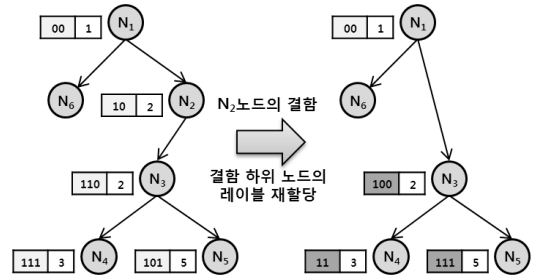 00 1 N1
N6 10 2 N2
110 2 N3
111 3 N4 101 5 N5
N2노드의 결함
결함 하위 노드의
레이블 재할당
00 1 N1
N6
100 2 N3
11 3 N4 111 5 N5